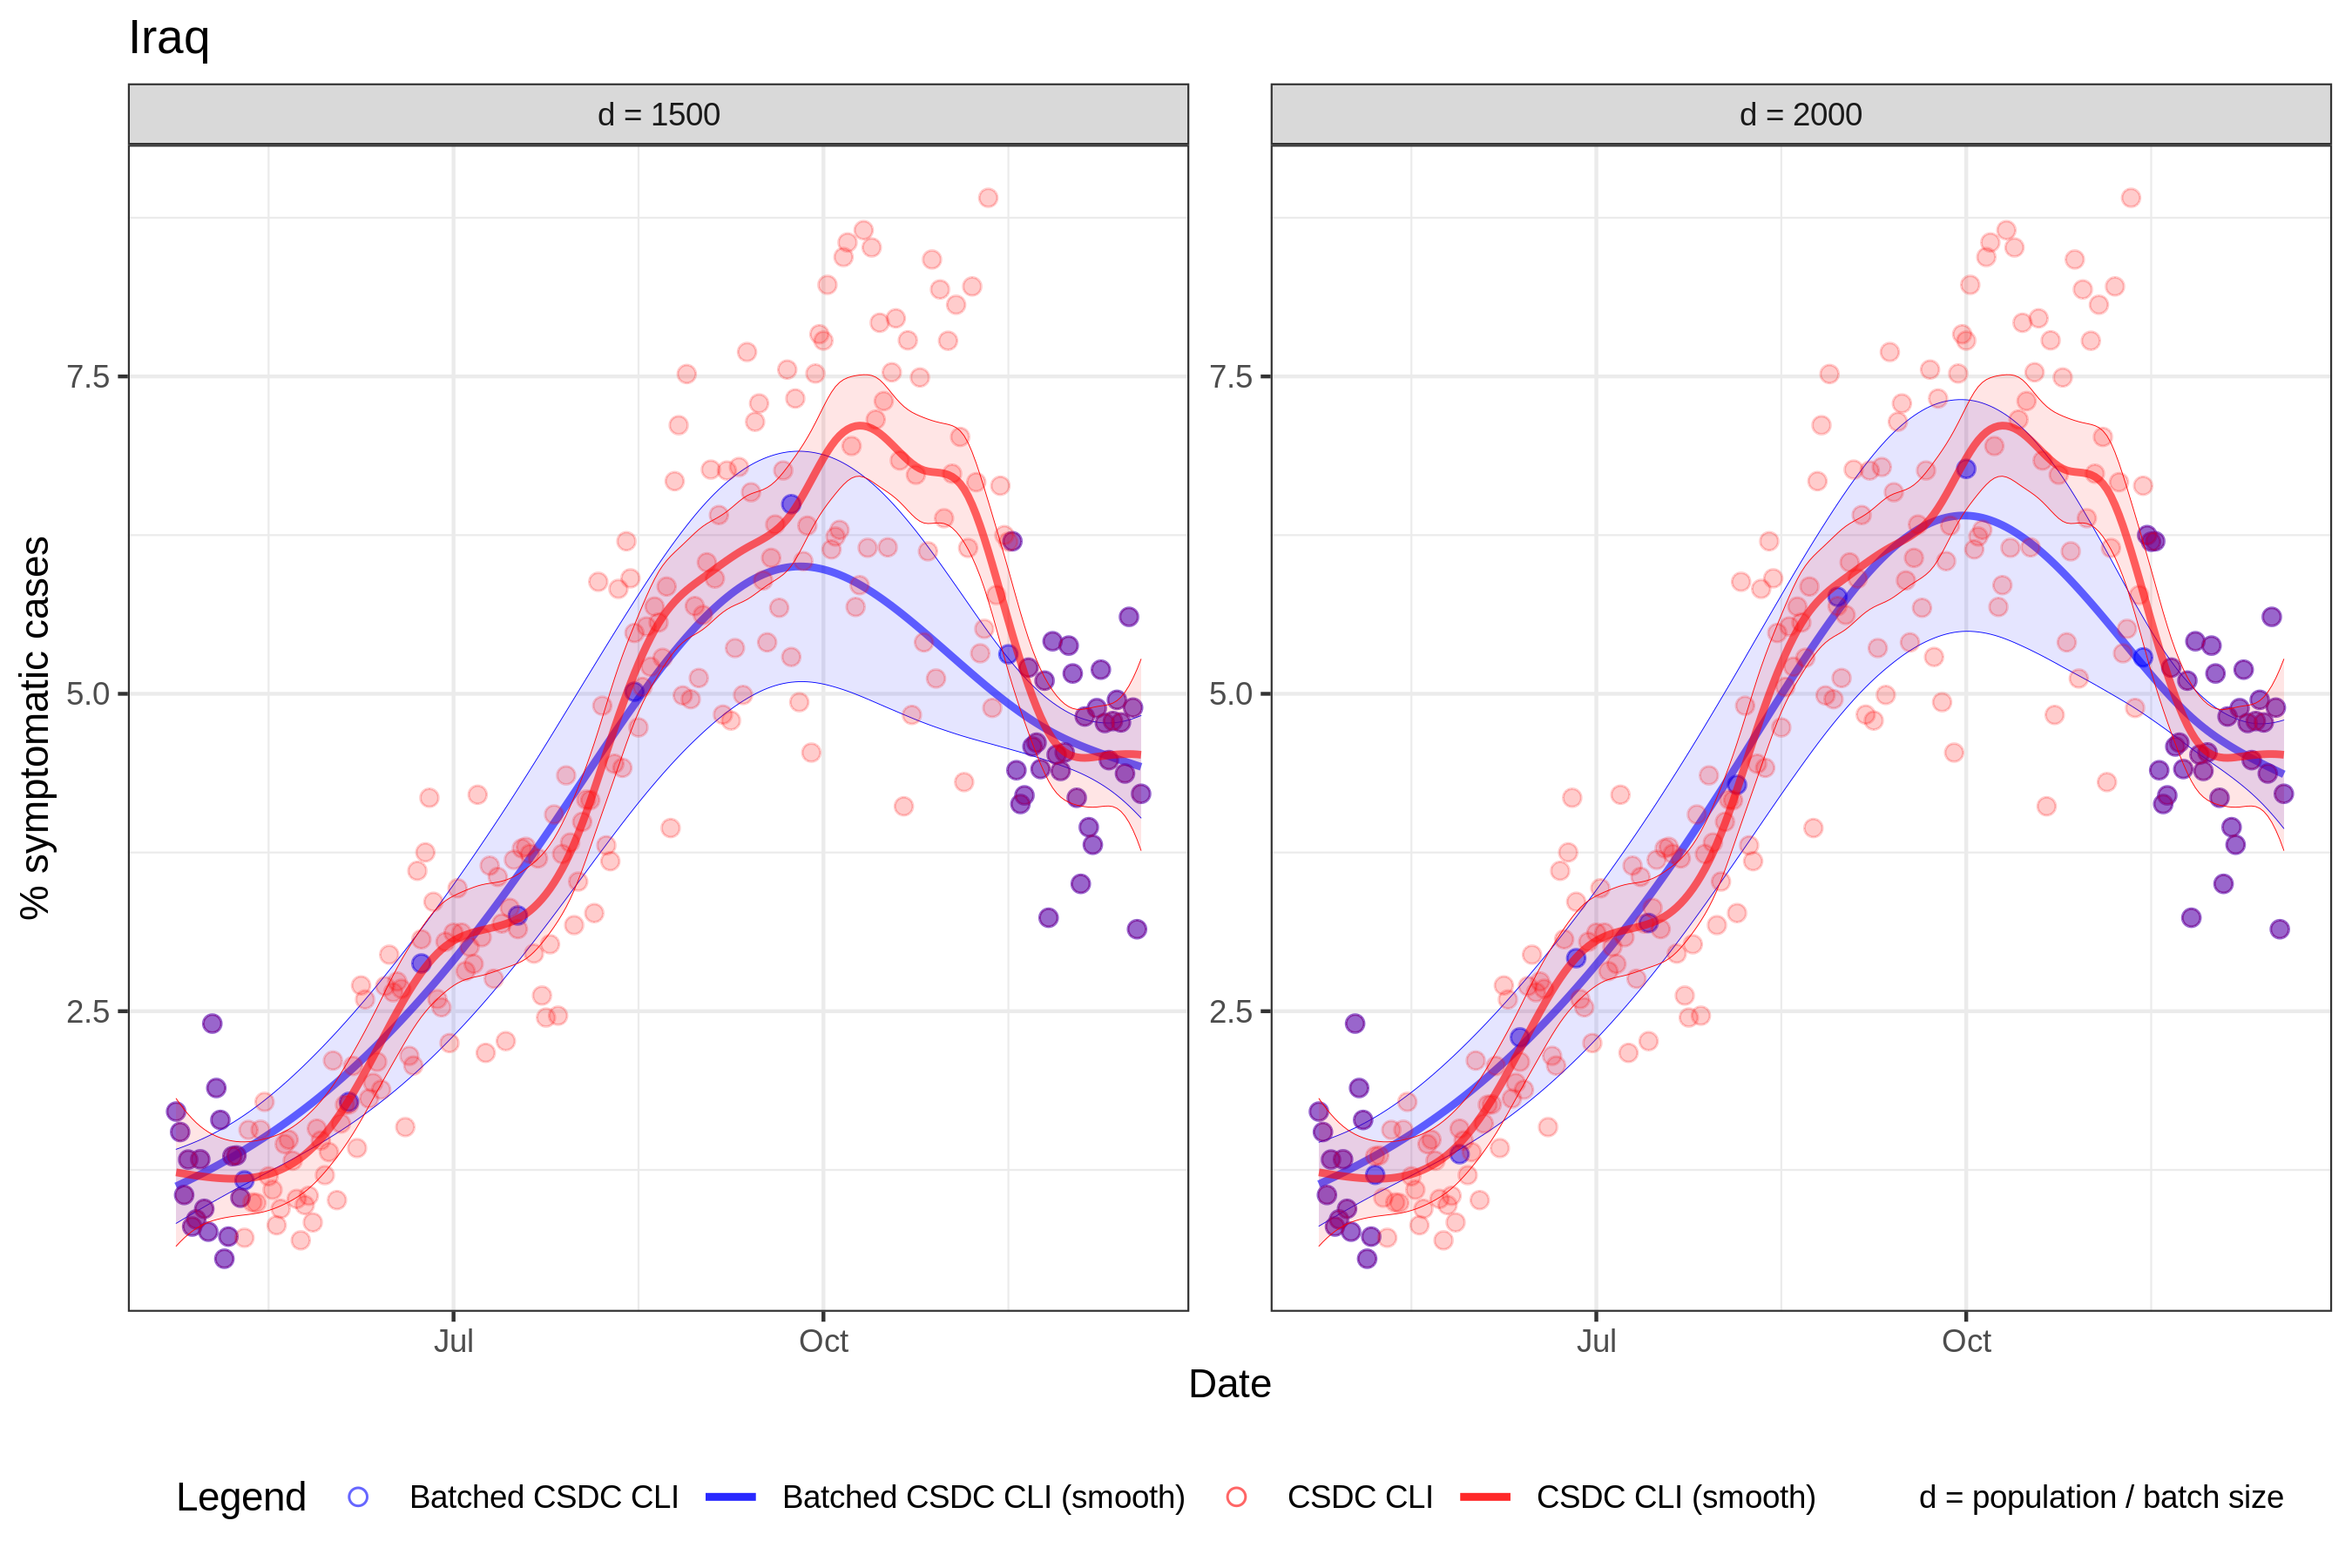 Iraq
d = 1500
d = 2000
% symptomatic cases
7.5
5.0
2.5
7.5
5.0
2.5
Jul
Oct
Jul
Oct
Date
Legend
Batched CSDC CLI
Batched CSDC CLI (smooth)
CSDC CLI
CSDC CLI (smooth)
d = population / batch size